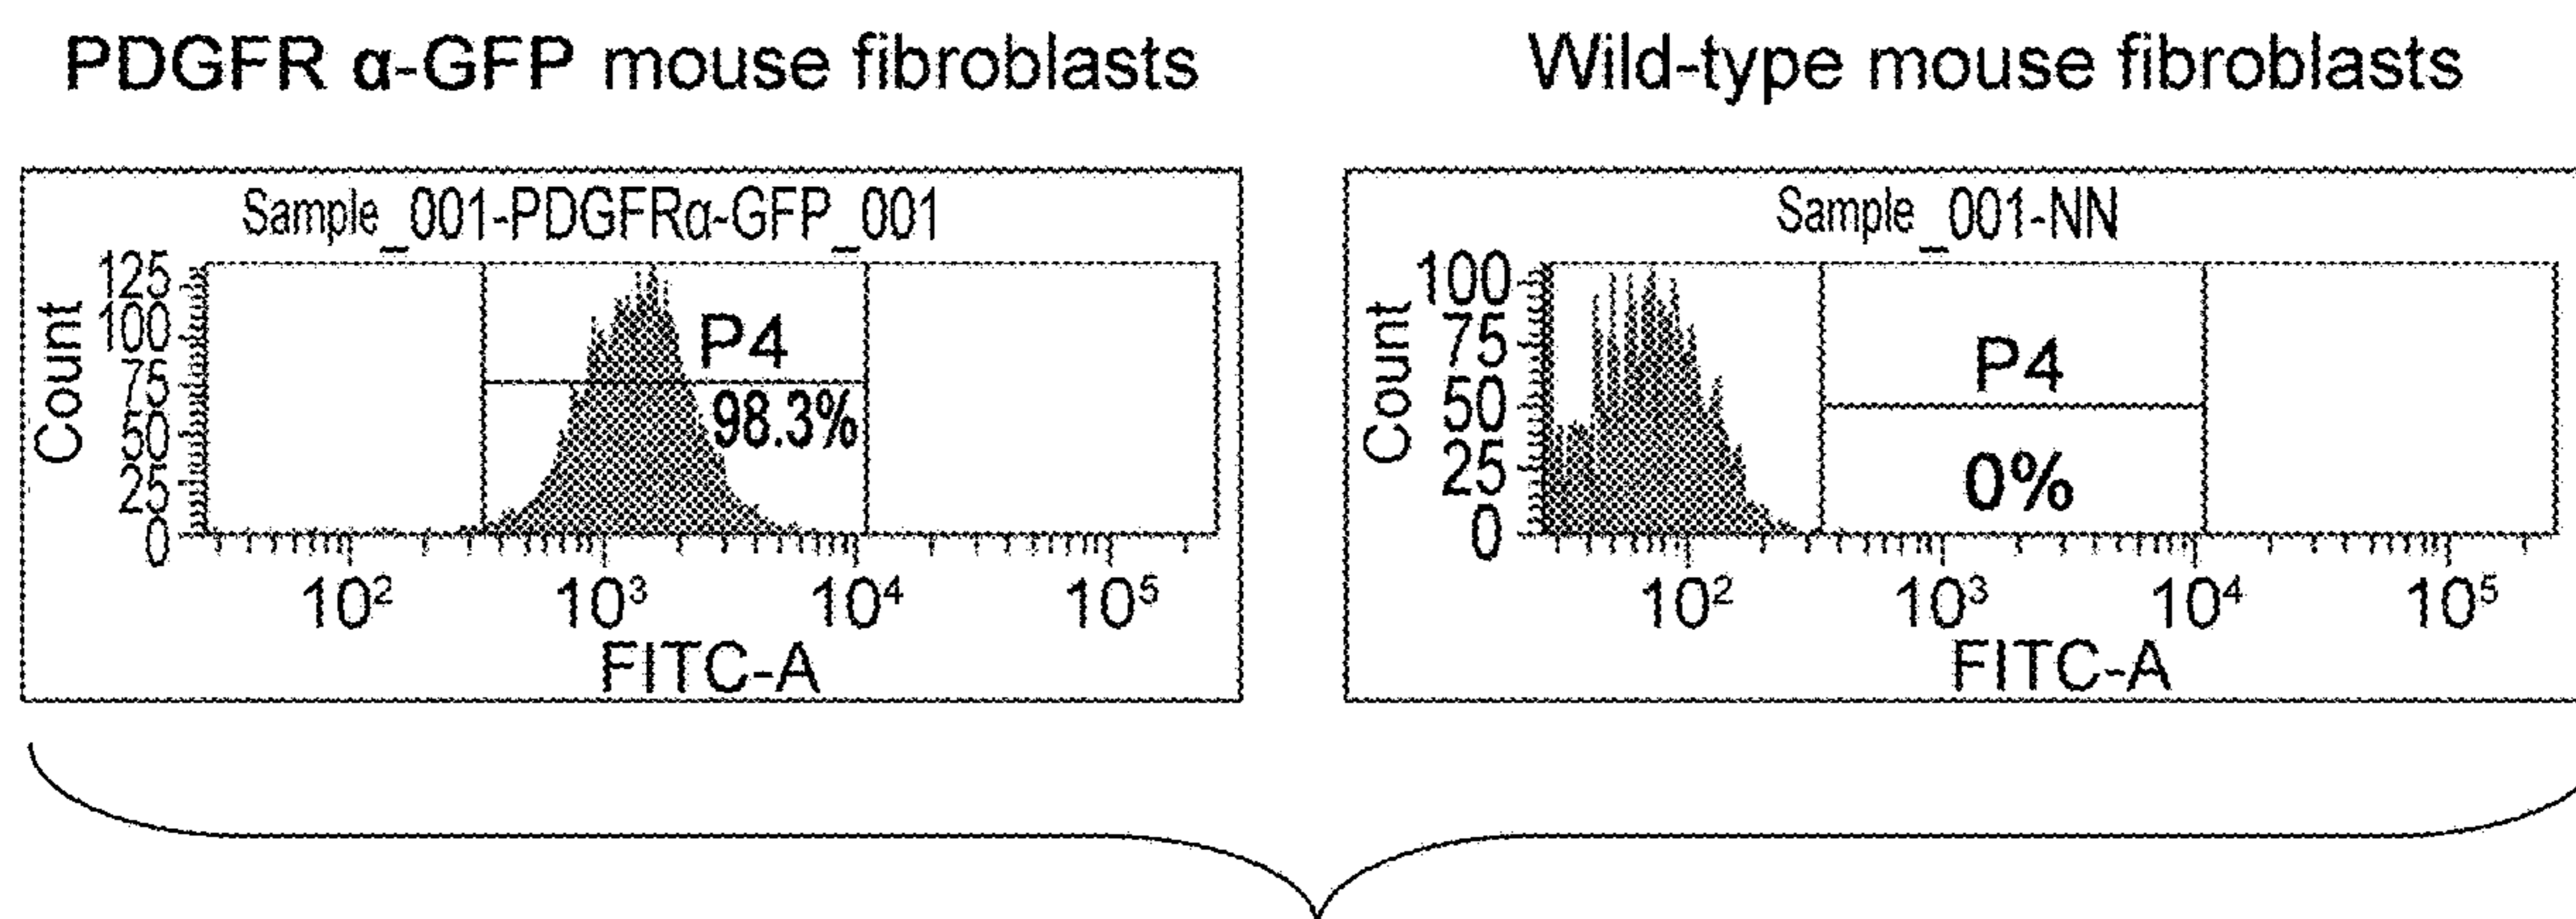 PDGFR α-GFP mouse fibroblasts
Sample_001-PDGFRα-GFP_001
125
100
75
50
25
0
Count
P4
98.3%
10²
10³
10⁴
10⁵
FITC-A
Wild-type mouse fibroblasts
Sample_001-NN
100
75
50
25
0
Count
P4
0%
10²
10³
10⁴
10⁵
FITC-A